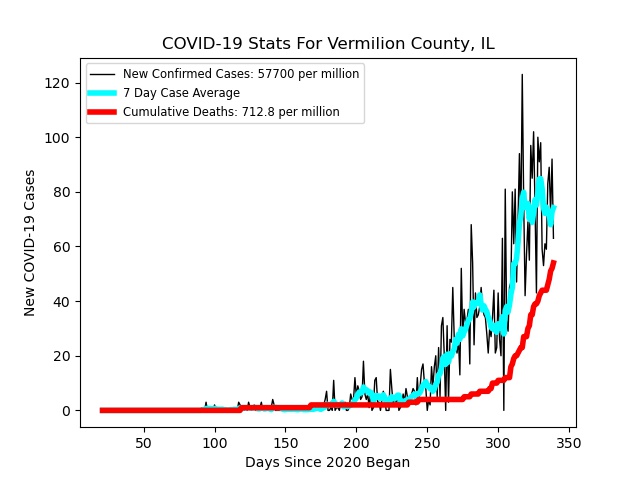 COVID-19 Stats For Vermilion County, IL
New Confirmed Cases: 57700 per million
7 Day Case Average
Cumulative Deaths: 712.8 per million
New COVID-19 Cases
120
100
80
60
40
20
0
50 100 150 200 250 300 350
Days Since 2020 Began